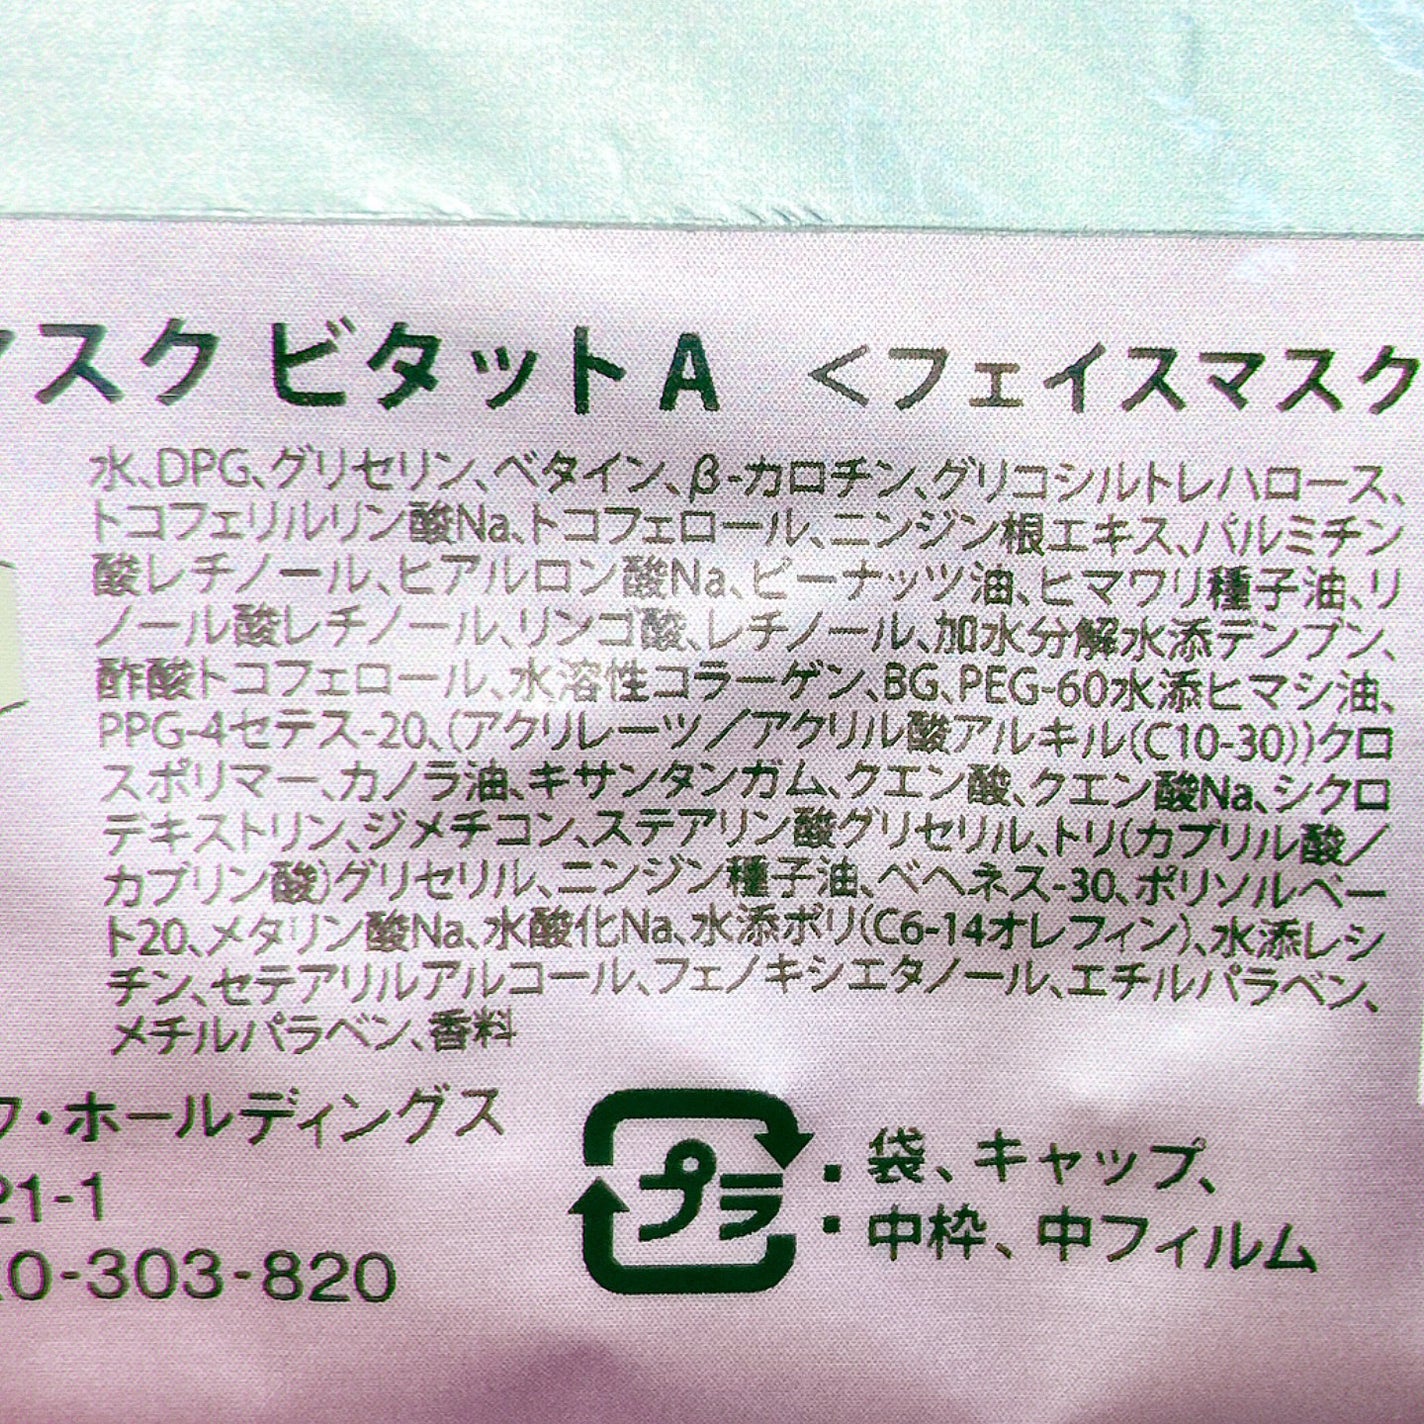 マスク ビタットA ＜フェイスマスク
水、DPG、グリセリン、ベタイン、β-カロチン、グリコシルトレハロース、
トコフェリルリン酸Na、トコフェロール、ニンジン根エキス、パルミチン
酸レチノール、ヒアルロン酸Na、ピーナッツ油、ヒマワリ種子油、リ
ノール酸レチノール、リンゴ酸、レチノール、加水分解水添デンプン、
酢酸トコフェロール、水溶性コラーゲン、BG、PEG-60水添ヒマシ油、
PPG-4セテス-20、(アクリレーツ／アクリル酸アルキル(C10-30))クロ
スポリマー、カノラ油、キサンタンガム、クエン酸、クエン酸Na、シクロ
デキストリン、ジメチコン、ステアリン酸グリセリル、トリ(カプリル酸／
カプリン酸)グリセリル、ニンジン種子油、ベヘネス-30、ポリソルベー
ト20、メタリン酸Na、水酸化Na、水添ポリ(C6-14オレフィン)、水添レシ
チン、セテアリルアルコール、フェノキシエタノール、エチルパラベン、
メチルパラベン、香料
ク・ホールディングス
21-1
20-303-820
プラ
・袋、キャップ、
・中枠、中フィルム